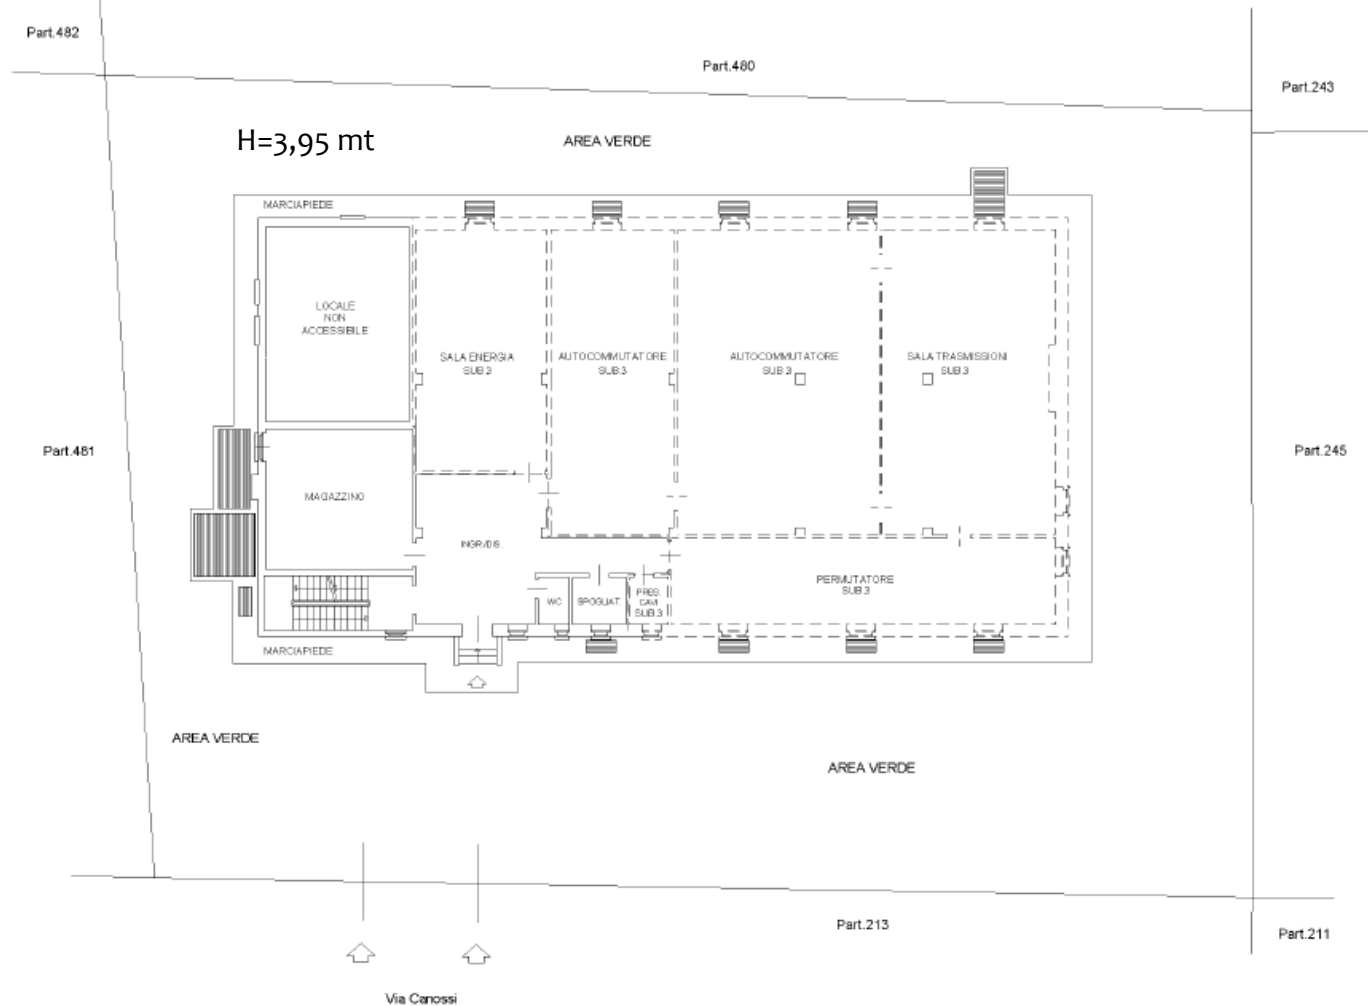 Part.482
Part.480
Part.243
H=3,95 mt
AREA VERDE
MARCIAPIEDE
LOCALE
NON
ACCESSIBILE
SALA ENERGIA
SUB.3
AUTOCOMMUTATORE
SUB.3
AUTOCOMMUTATORE
SUB.3
SALA TRASMISSIONI
SUB.3
Part.481
Part.245
MAGAZZINO
INGR./DIS.
WC
SPOGLIAT.
PRES.
CAVI
SUB.3
PERMUTATORE
SUB.3
MARCIAPIEDE
AREA VERDE
AREA VERDE
Part.213
Part.211
Via Canossi